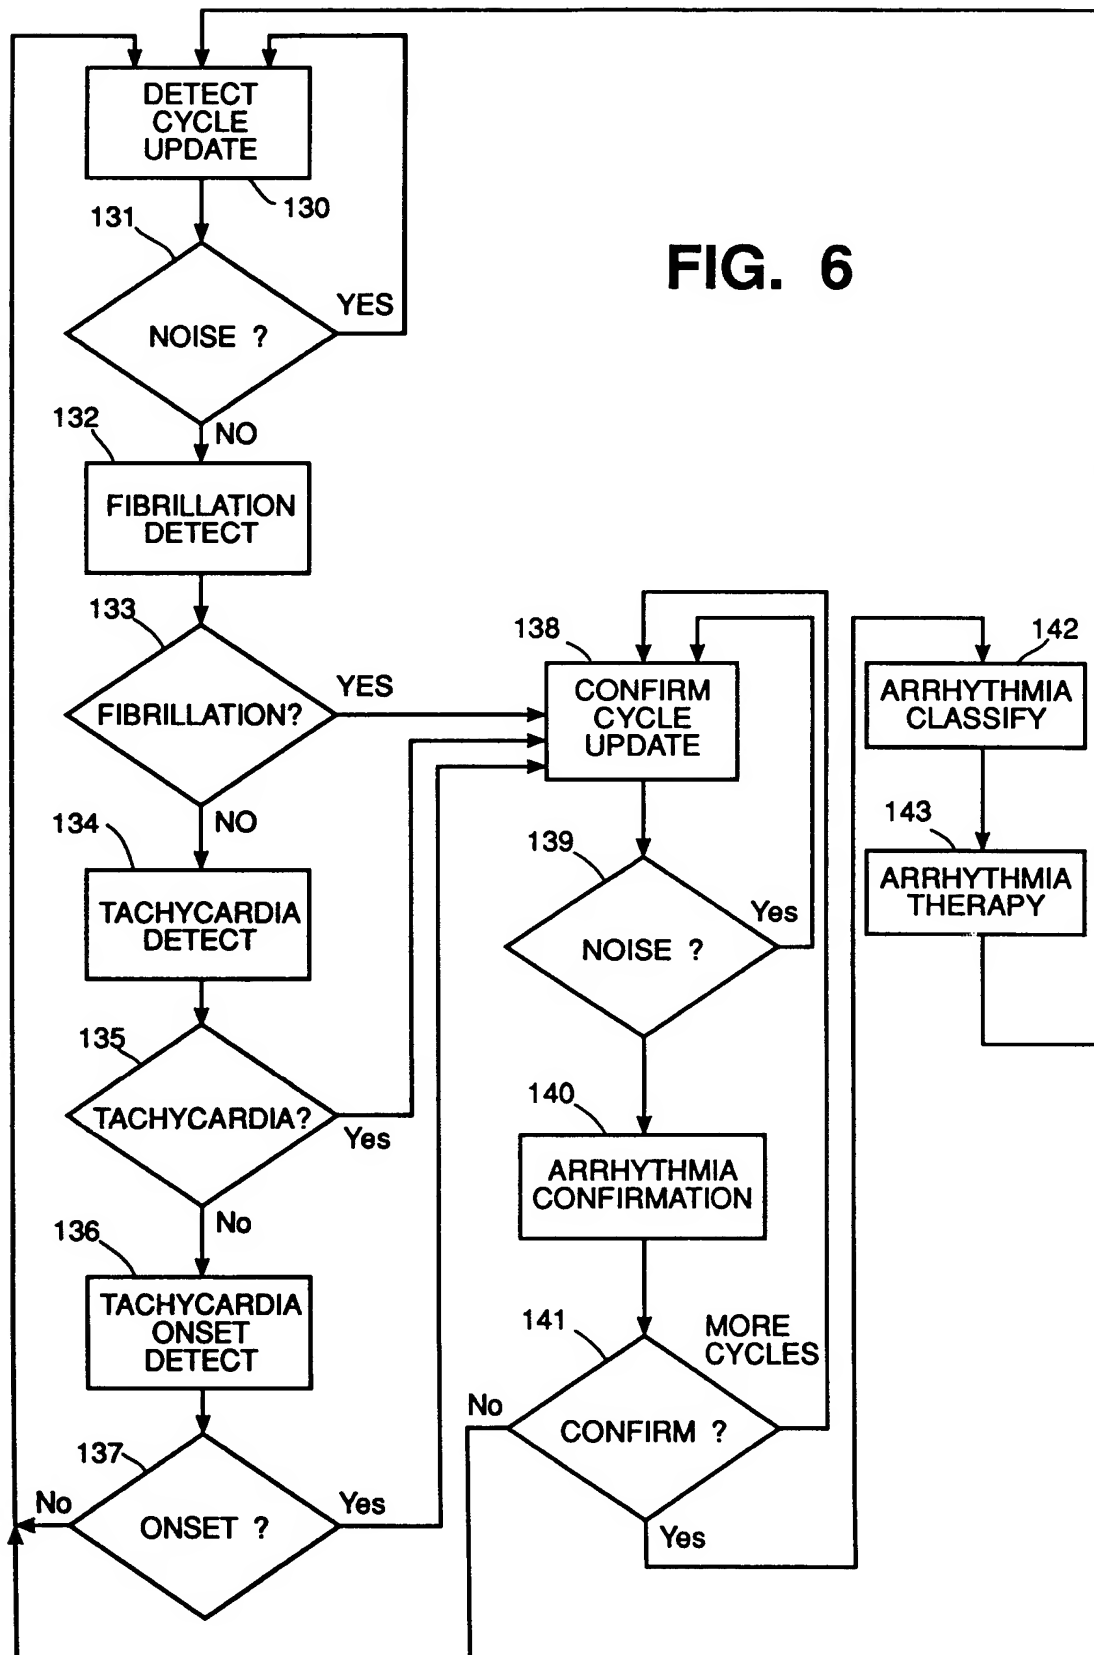 DETECT
CYCLE
UPDATE
130
131
NOISE ?
YES
NO
FIG. 6
132
FIBRILLATION
DETECT
133
FIBRILLATION?
YES
NO
134
TACHYCARDIA
DETECT
135
TACHYCARDIA?
Yes
No
136
TACHYCARDIA
ONSET
DETECT
137
No
ONSET ?
Yes
138
CONFIRM
CYCLE
UPDATE
139
NOISE ?
Yes
140
ARRHYTHMIA
CONFIRMATION
141
MORE
CYCLES
No
CONFIRM ?
Yes
142
ARRHYTHMIA
CLASSIFY
143
ARRHYTHMIA
THERAPY